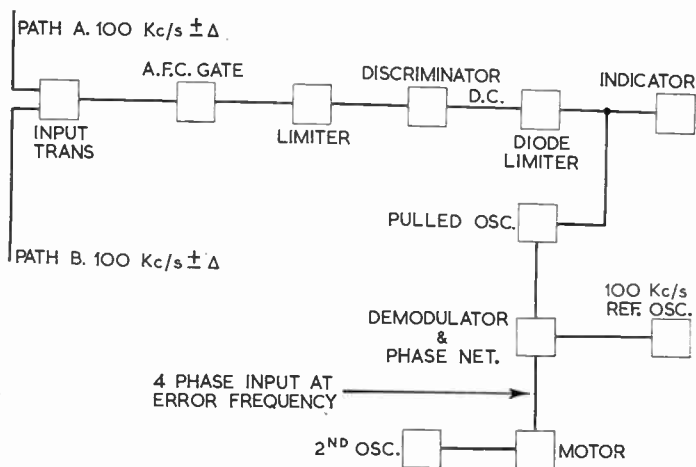 PATH A. 100 Kc/s ± Δ
A.F.C. GATE
DISCRIMINATOR
D.C.
INDICATOR
INPUT
TRANS
LIMITER
DIODE
LIMITER
PULLED OSC.
PATH B. 100 Kc/s ± Δ
100 Kc/s
REF. OSC.
DEMODULATOR
&
PHASE NET.
4 PHASE INPUT AT
ERROR FREQUENCY
2ND OSC.
MOTOR